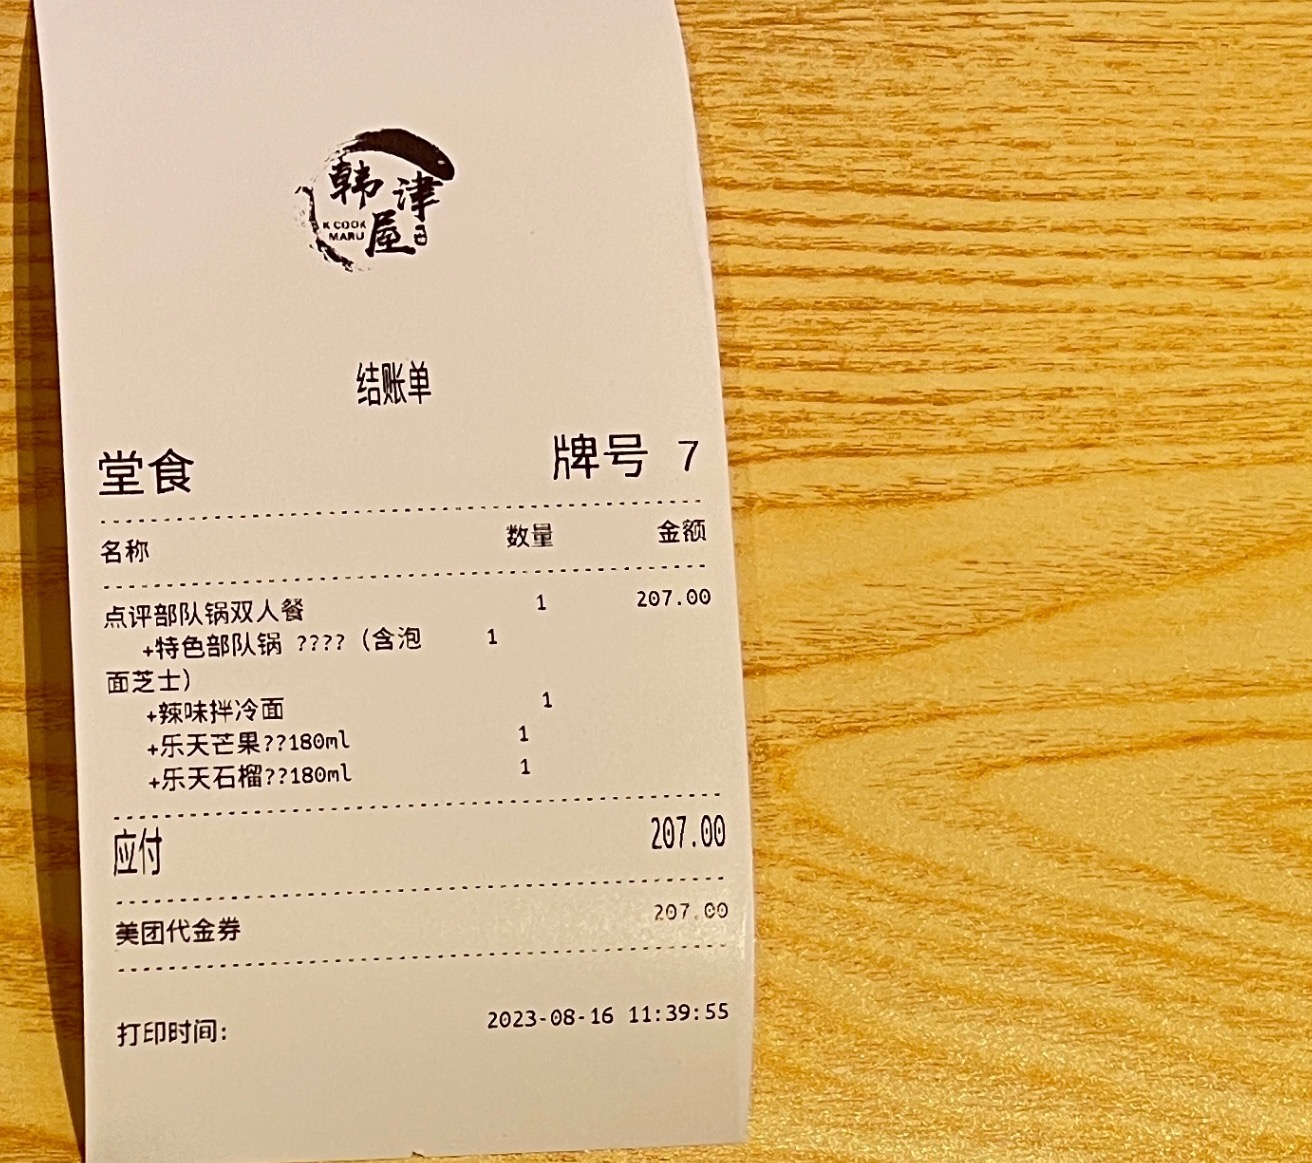 韩津屋
K COOK
MARU
结账单
堂食 牌号 7
名称 数量 金额
点评部队锅双人餐 1 207.00
+特色部队锅 ????（含泡 1
面芝士）
+辣味拌冷面 1
+乐天芒果??180ml 1
+乐天石榴??180ml 1
应付 207.00
美团代金券 207.00
打印时间: 2023-08-16 11:39:55